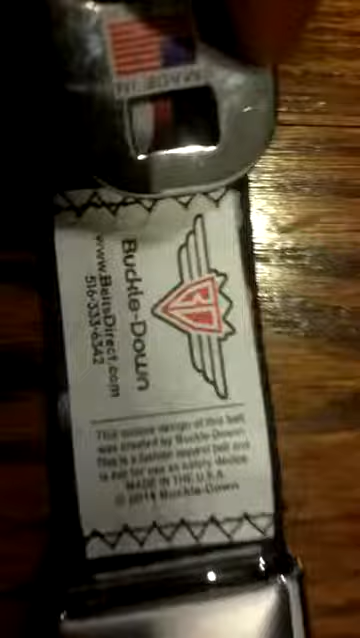 MADE IN
BD
Buckle-Down
www.BeltsDirect.com
516-333-6342
This unique design of this belt
was created by Buckle-Down
This is a fashion apparel belt and
is not for use as safety device
MADE IN THE U.S.A.
© 2014 Buckle-Down